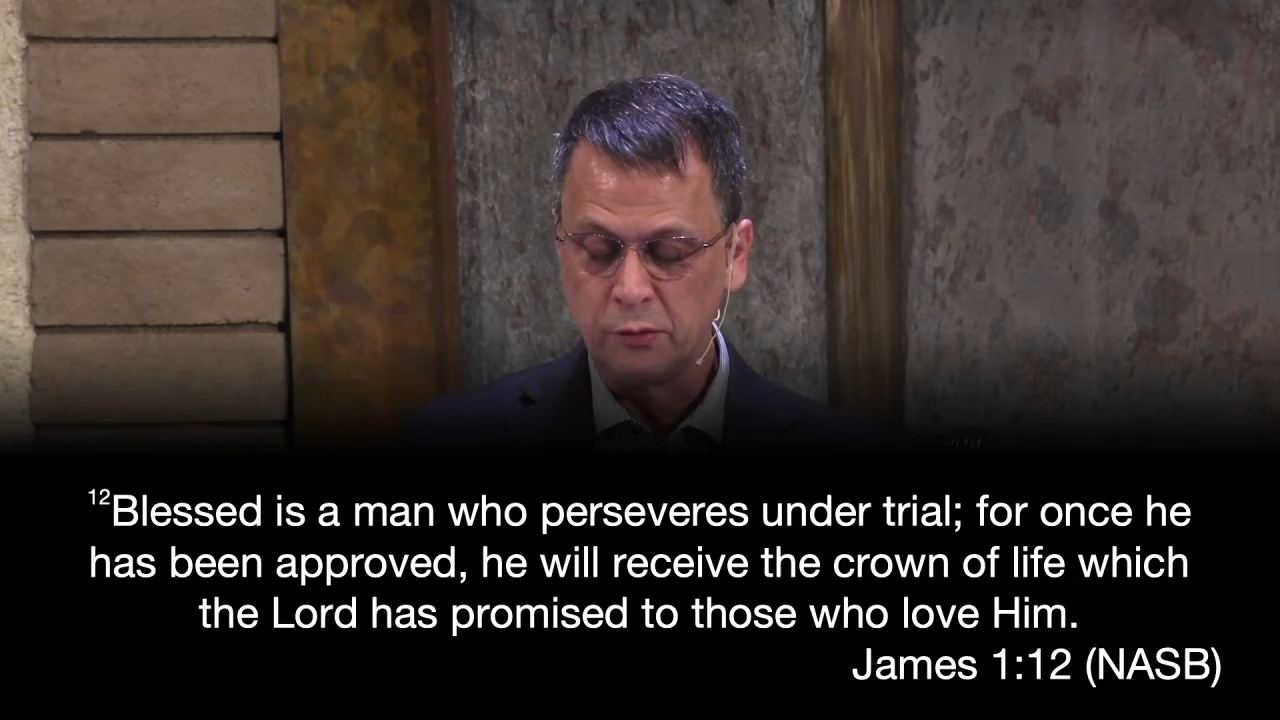 12Blessed is a man who perseveres under trial; for once he
has been approved, he will receive the crown of life which
the Lord has promised to those who love Him.
James 1:12 (NASB)